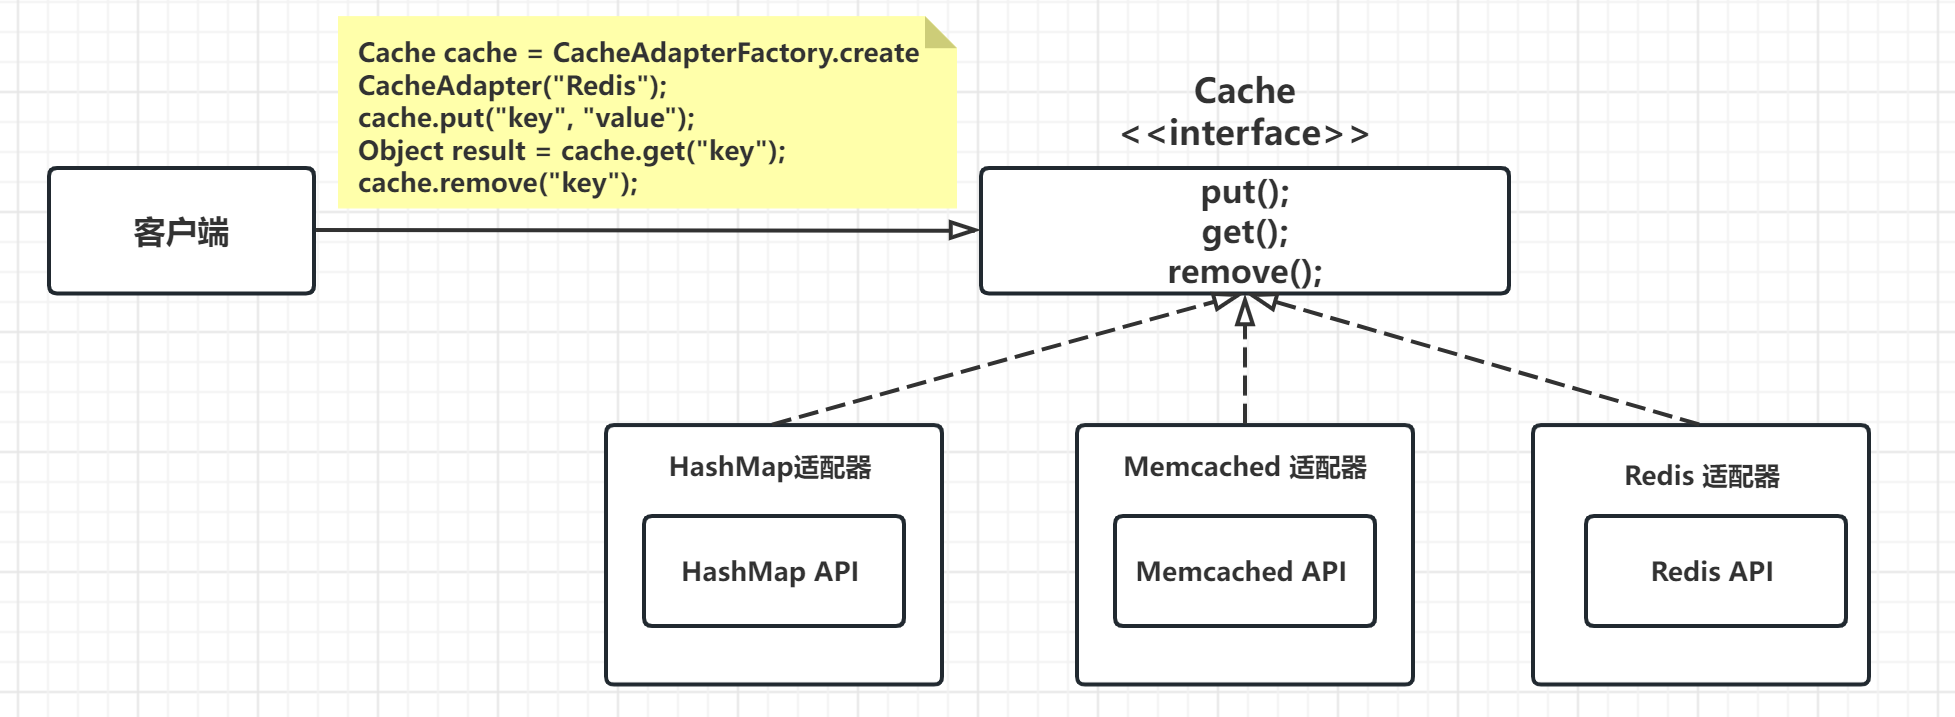 Cache cache = CacheAdapterFactory.create
CacheAdapter("Redis");
cache.put("key", "value");
Object result = cache.get("key");
cache.remove("key");
Cache
<<interface>>
客户端
put();
get();
remove();
HashMap适配器
Memcached 适配器
Redis 适配器
HashMap API
Memcached API
Redis API